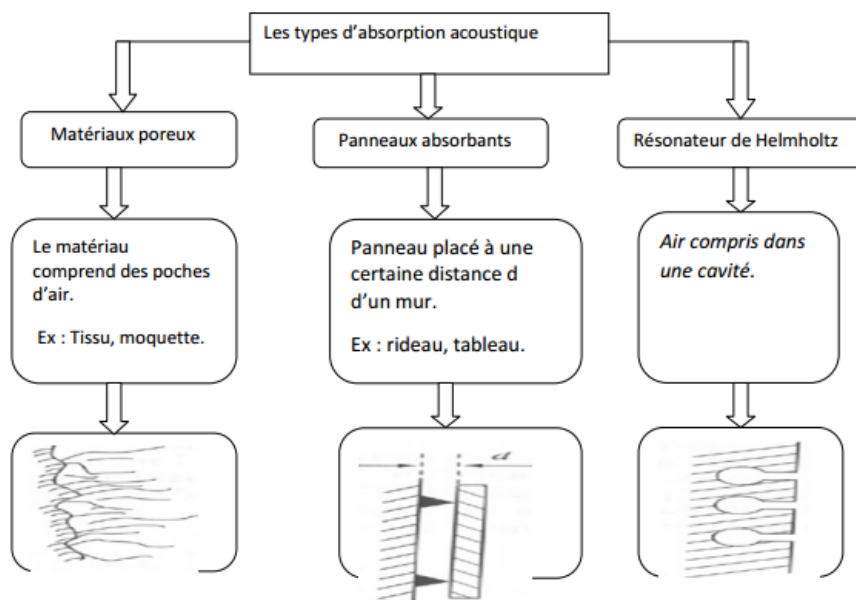 Les types d’absorption acoustique
Matériaux poreux
Panneaux absorbants
Résonateur de Helmholtz
Le matériau
comprend des poches
d’air.
Ex : Tissu, moquette.
Panneau placé à une
certaine distance d
d’un mur.
Ex : rideau, tableau.
Air compris dans
une cavité.
d